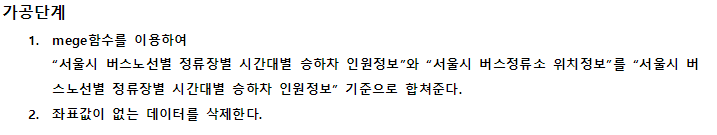 가공단계
1. mege함수를 이용하여
"서울시 버스노선별 정류장별 시간대별 승하차 인원정보"와 "서울시 버스정류소 위치정보"를 "서울시 버
스노선별 정류장별 시간대별 승하차 인원정보" 기준으로 합쳐준다.
2. 좌표값이 없는 데이터를 삭제한다.